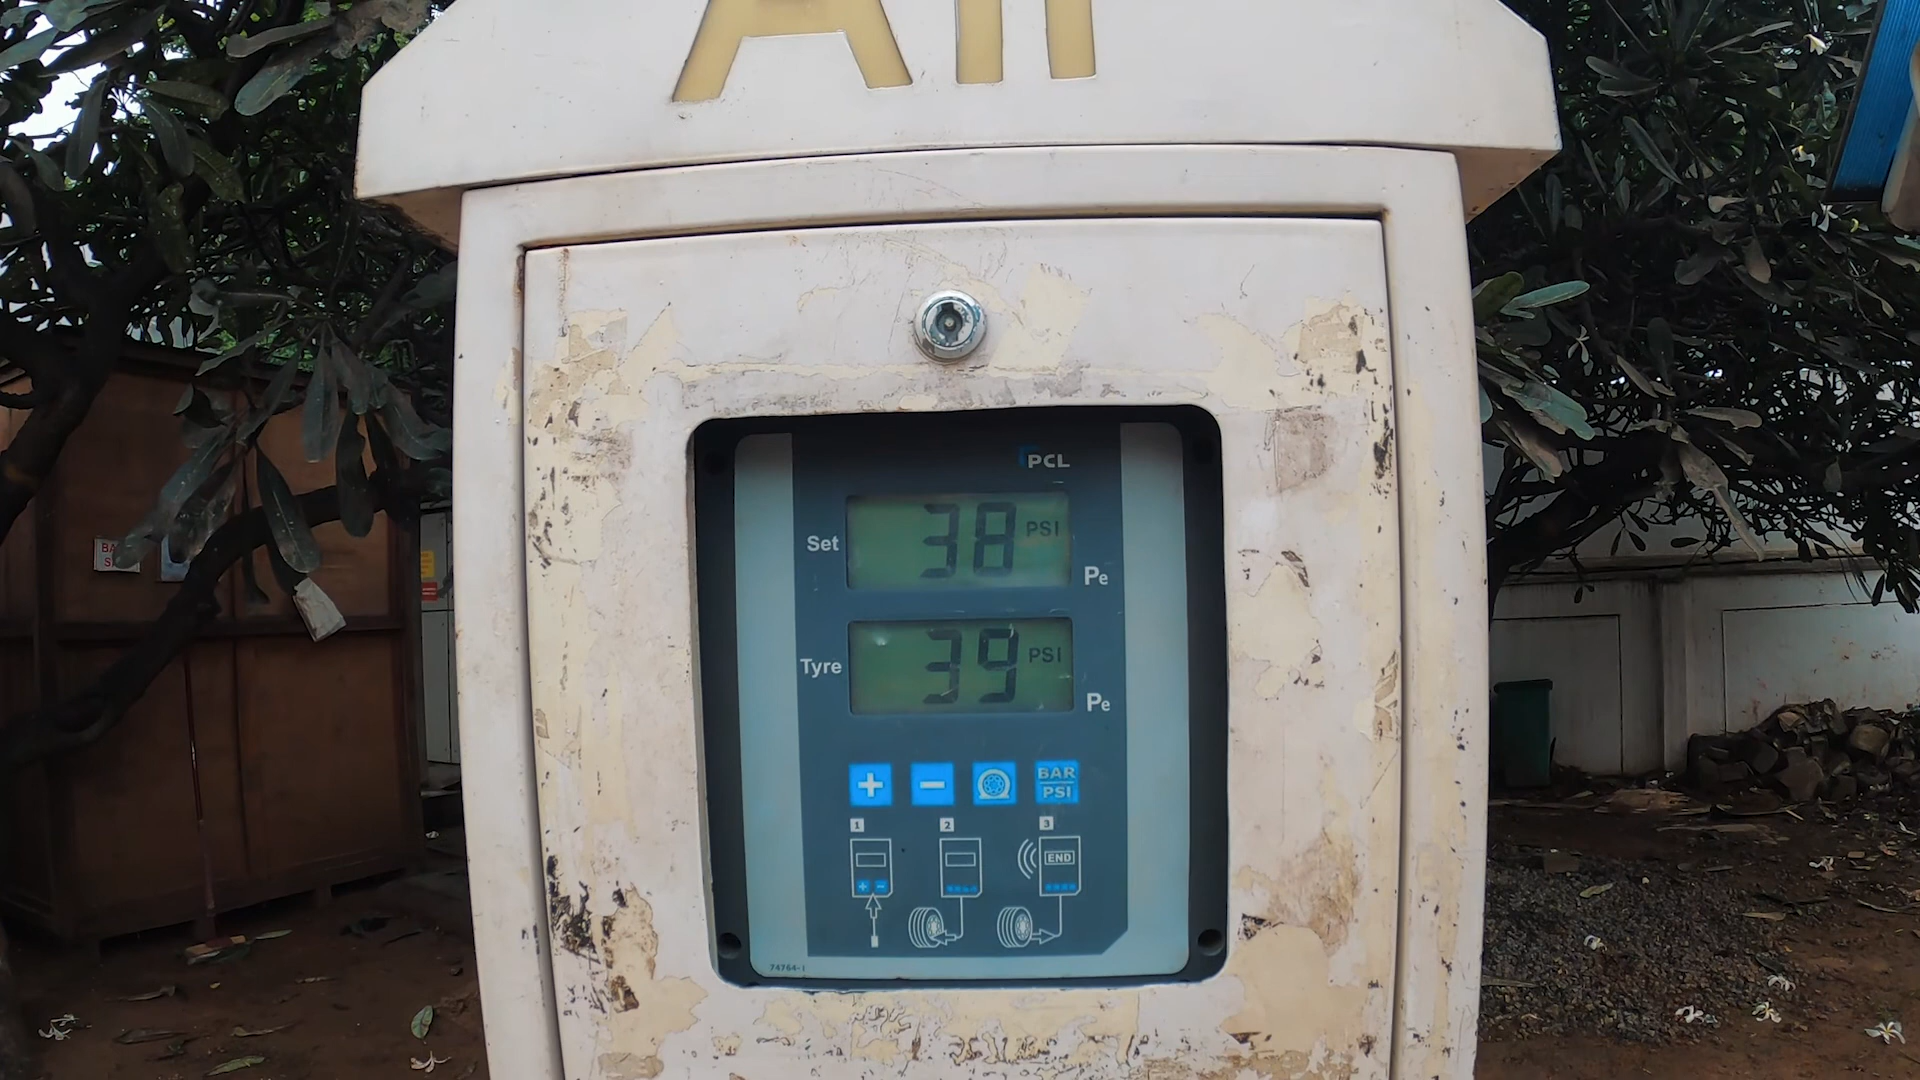 Air
PCL
Set
38 PSI
Pe
Tyre
39 PSI
Pe
+
-
BAR
PSI
1
2
3
END
+ -
74764-1